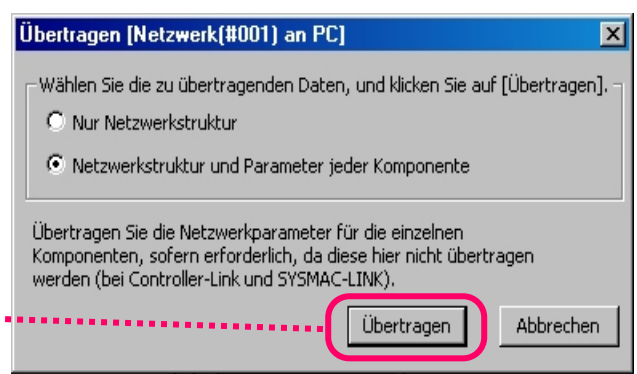 Übertragen [Netzwerk(#001) an PC]
Wählen Sie die zu übertragenden Daten, und klicken Sie auf [Übertragen].
Nur Netzwerkstruktur
Netzwerkstruktur und Parameter jeder Komponente
Übertragen Sie die Netzwerkparameter für die einzelnen
Komponenten, sofern erforderlich, da diese hier nicht übertragen
werden (bei Controller-Link und SYSMAC-LINK).
Übertragen Abbrechen